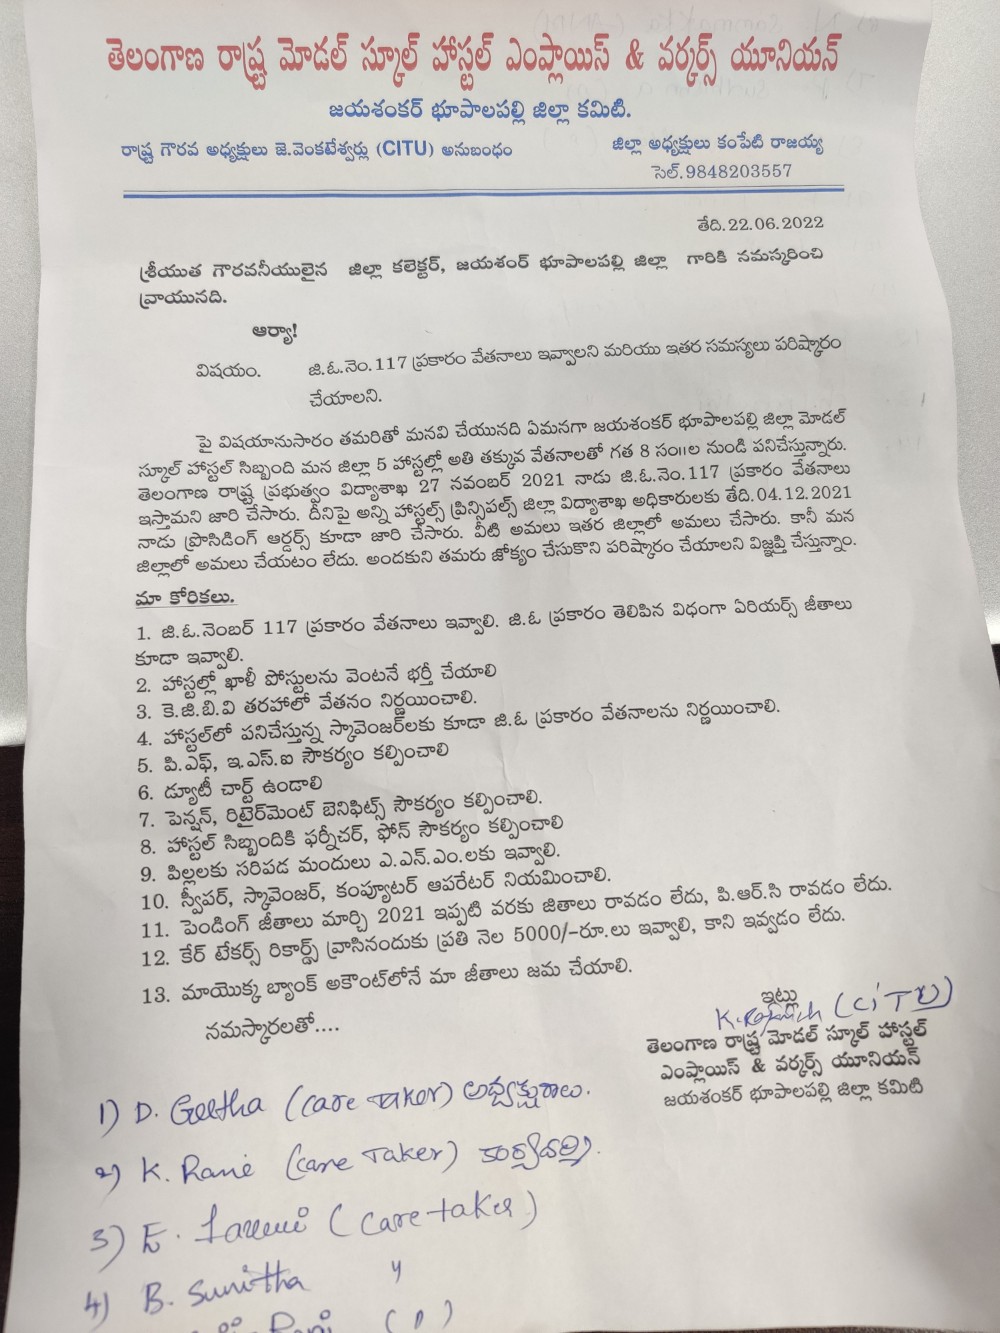 తెలంగాణ రాష్ట్ర మోడల్ స్కూల్ హాస్టల్ ఎంప్లాయిస్ & వర్కర్స్ యూనియన్
జయశంకర్ భూపాలపల్లి జిల్లా కమిటి.
రాష్ట్ర గౌరవ అధ్యక్షులు జె.వెంకటేశ్వర్లు (CITU) అనుబంధం
జిల్లా అధ్యక్షులు కంపేటి రాజయ్య
సెల్.9848203557
తేది.22.06.2022
శ్రీయుత గౌరవనీయులైన జిల్లా కలెక్టర్, జయశంర్ భూపాలపల్లి జిల్లా గారికి నమస్కరించి
వ్రాయునది.
ఆర్యా!
విషయం. జి.ఓ.నెం.117 ప్రకారం వేతనాలు ఇవ్వాలని మరియు ఇతర సమస్యలు పరిష్కారం
చేయాలని.
పై విషయానుసారం తమరితో మనవి చేయునది ఏమనగా జయశంకర్ భూపాలపల్లి జిల్లా మోడల్
స్కూల్ హాస్టల్ సిబ్బంది మన జిల్లా 5 హాస్టల్లో అతి తక్కువ వేతనాలతో గత 8 సం॥ల నుండి పనిచేస్తున్నారు.
తెలంగాణ రాష్ట్ర ప్రభుత్వం విద్యాశాఖ 27 నవంబర్ 2021 నాడు జి.ఓ.నెం.117 ప్రకారం వేతనాలు
ఇస్తామని జారి చేసారు. దీనిపై అన్ని హాస్టల్స్ ప్రిన్సిపల్స్ జిల్లా విద్యాశాఖ అధికారులకు తేది.04.12.2021
నాడు ప్రొసిడింగ్ ఆర్డర్స్ కూడా జారి చేసారు. వీటి అమలు ఇతర జిల్లాలో అమలు చేసారు. కానీ మన
జిల్లాలో అమలు చేయటం లేదు. అందకుని తమరు జోక్యం చేసుకొని పరిష్కారం చేయాలని విజ్ఞప్తి చేస్తున్నాం.
మా కోరికలు.
1. జి.ఓ.నెంబర్ 117 ప్రకారం వేతనాలు ఇవ్వాలి. జి.ఓ ప్రకారం తెలిపిన విధంగా ఏరియర్స్ జీతాలు
కూడా ఇవ్వాలి.
2. హాస్టల్లో ఖాళీ పోస్టులను వెంటనే భర్తీ చేయాలి
3. కె.జి.బి.వి తరహాలో వేతనం నిర్ణయించాలి.
4. హాస్టల్‌లో పనిచేస్తున్న స్కావెంజర్‌లకు కూడా జి.ఓ ప్రకారం వేతనాలను నిర్ణయించాలి.
5. పి.ఎఫ్, ఇ.ఎస్.ఐ సౌకర్యం కల్పించాలి
6. డ్యూటీ చార్ట్ ఉండాలి
7. పెన్షన్, రిటైర్‌మెంట్ బెనిఫిట్స్ సౌకర్యం కల్పించాలి.
8. హాస్టల్ సిబ్బందికి ఫర్నీచర్, ఫోన్ సౌకర్యం కల్పించాలి
9. పిల్లలకు సరిపడ మందులు ఎ.ఎన్.ఎం.లకు ఇవ్వాలి.
10. స్వీపర్, స్కావెంజర్, కంప్యూటర్ ఆపరేటర్ నియమించాలి.
11. పెండింగ్ జీతాలు మార్చి 2021 ఇప్పటి వరకు జితాలు రావడం లేదు, పి.ఆర్.సి రావడం లేదు.
12. కేర్ టేకర్స్ రికార్డ్స్ వ్రాసినందుకు ప్రతి నెల 5000/-రూ.లు ఇవ్వాలి, కాని ఇవ్వడం లేదు.
13. మాయొక్క బ్యాంక్ అకౌంట్‌లోనే మా జీతాలు జమ చేయాలి.
నమస్కారలతో....
ఇట్లు
(CITU)
తెలంగాణ రాష్ట్ర మోడల్ స్కూల్ హాస్టల్
ఎంప్లాయిస్ & వర్కర్స్ యూనియన్
జయశంకర్ భూపాలపల్లి జిల్లా కమిటి
1) D. Geetha (care taker) అధ్యక్షురాలు.
2) K. Rani (care Taker) కార్యదర్శి.
3) E. (care taker)
4) B. Sunitha "
Rani